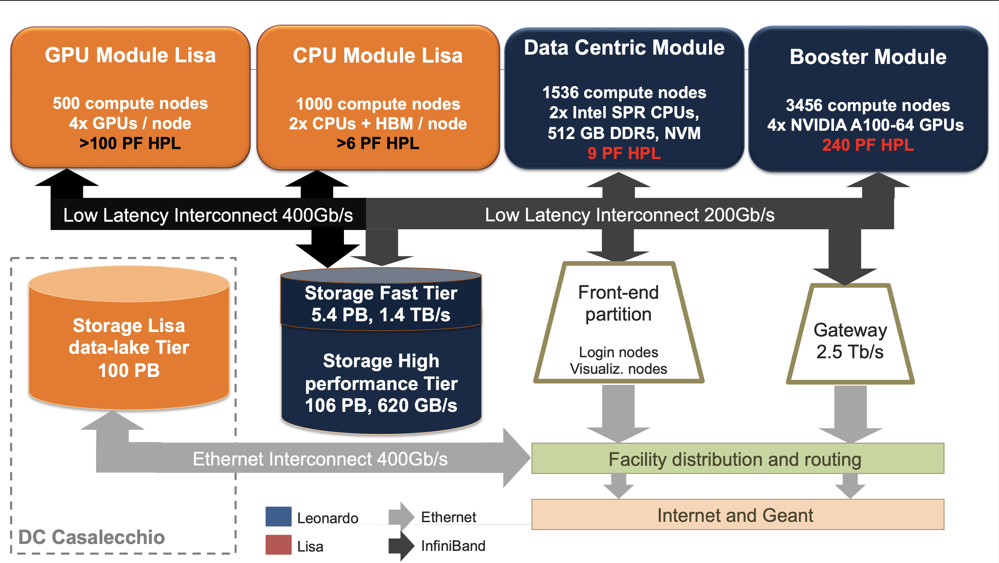 GPU Module Lisa
500 compute nodes
4x GPUs / node
>100 PF HPL
CPU Module Lisa
1000 compute nodes
2x CPUs + HBM / node
>6 PF HPL
Data Centric Module
1536 compute nodes
2x Intel SPR CPUs,
512 GB DDR5, NVM
9 PF HPL
Booster Module
3456 compute nodes
4x NVIDIA A100-64 GPUs
240 PF HPL
Low Latency Interconnect 400Gb/s
Low Latency Interconnect 200Gb/s
Storage Lisa
data-lake Tier
100 PB
Storage Fast Tier
5.4 PB, 1.4 TB/s
Storage High
performance Tier
106 PB, 620 GB/s
Front-end
partition
Login nodes
Visualiz. nodes
Gateway
2.5 Tb/s
Ethernet Interconnect 400Gb/s
Facility distribution and routing
Internet and Geant
DC Casalecchio
Leonardo
Lisa
Ethernet
InfiniBand